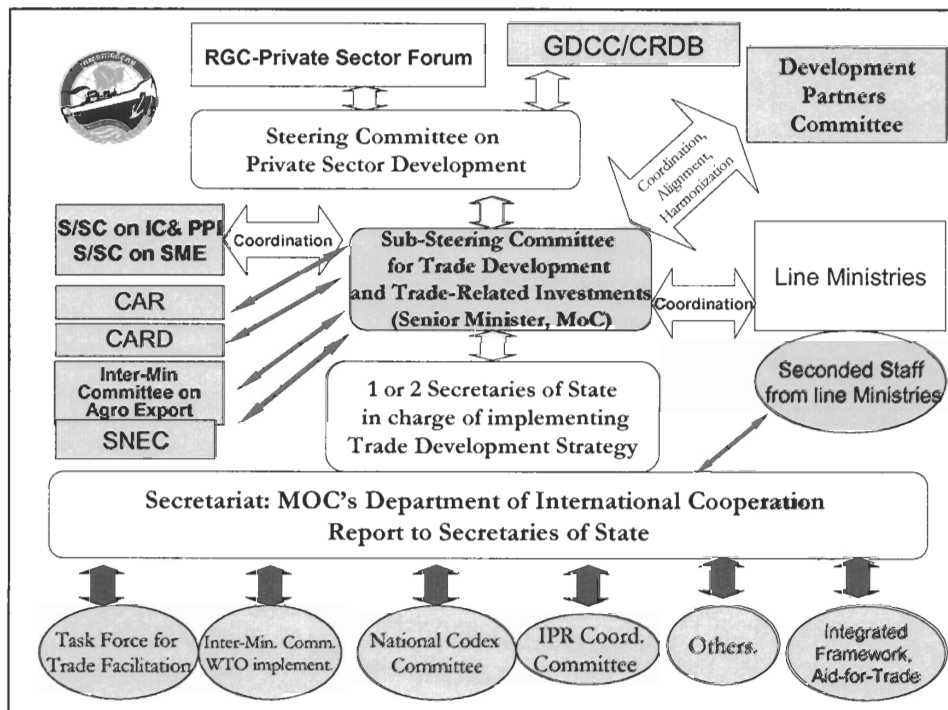 RGC-Private Sector Forum
GDCC/CRDB
Development
Partners
Committee
Steering Committee on
Private Sector Development
Coordination,
Alignment,
Harmonization
S/SC on IC& PPI
S/SC on SME
Coordination
Sub-Steering Committee
for Trade Development
and Trade-Related Investments
(Senior Minister, MoC)
Coordination
Line Ministries
CAR
CARD
Inter-Min
Committee on
Agro Export
SNEC
1 or 2 Secretaries of State
in charge of implementing
Trade Development Strategy
Seconded Staff
from line Ministries
Secretariat: MOC's Department of International Cooperation
Report to Secretaries of State
Task Force for
Trade Facilitation
Inter-Min. Comm.
WTO implement.
National Codex
Committee
IPR Coord.
Committee
Others.
Integrated
Framework,
Aid-for-Trade